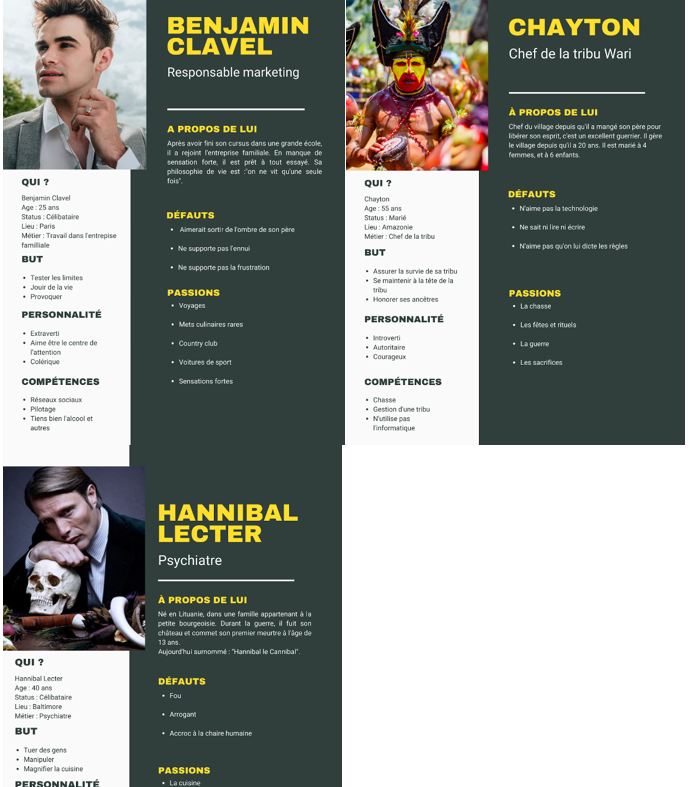 BENJAMIN
CLAVEL
Responsable marketing
A PROPOS DE LUI
Après avoir fini son cursus dans une grande école,
il a rejoint l'entreprise familiale. En manque de
sensation forte, il est prêt à tout essayé. Sa
philosophie de vie est :"on ne vit qu'une seule
fois".
QUI ?
Benjamin Clavel
Age : 25 ans
Status : Célibataire
Lieu : Paris
Métier : Travail dans l'entrepise
familliale
BUT
• Tester les limites
• Jouir de la vie
• Provoquer
PERSONNALITÉ
• Extraverti
• Aime être le centre de
l'attention
• Colérique
COMPÉTENCES
• Réseaux sociaux
• Pilotage
• Tiens bien l'alcool et
autres
DÉFAUTS
• Aimerait sortir de l'ombre de son père
• Ne supporte pas l'ennui
• Ne supporte pas la frustration
PASSIONS
• Voyages
• Mets culinaires rares
• Country club
• Voitures de sport
• Sensations fortes
CHAYTON
Chef de la tribu Wari
À PROPOS DE LUI
Chef du village depuis qu'il a mangé son père pour
libérer son esprit, c'est un excellent guerrier. Il gère
le village depuis qu'il a 20 ans. Il est marié à 4
femmes, et à 6 enfants.
QUI ?
Chayton
Age : 55 ans
Status : Marié
Lieu : Amazonie
Métier : Chef de la tribu
BUT
• Assurer la survie de sa tribu
• Se maintenir à la tête de la
tribu
• Honorer ses ancêtres
PERSONNALITÉ
• Introverti
• Autoritaire
• Courageux
COMPÉTENCES
• Chasse
• Gestion d'une tribu
• N'utilise pas
l'informatique
DÉFAUTS
• N'aime pas la technologie
• Ne sait ni lire ni écrire
• N'aime pas qu'on lui dicte les règles
PASSIONS
• La chasse
• Les fêtes et rituels
• La guerre
• Les sacrifices
HANNIBAL
LECTER
Psychiatre
À PROPOS DE LUI
Né en Lituanie, dans une famille appartenant à la
petite bourgeoisie. Durant la guerre, il fuit son
château et commet son premier meurtre à l'âge de
13 ans.
Aujourd'hui surnommé : "Hannibal le Cannibal".
QUI ?
Hannibal Lecter
Age : 40 ans
Status : Célibataire
Lieu : Baltimore
Métier : Psychiatre
BUT
• Tuer des gens
• Manipuler
• Magnifier la cuisine
PERSONNALITÉ
DÉFAUTS
• Fou
• Arrogant
• Accroc à la chaire humaine
PASSIONS
• La cuisine